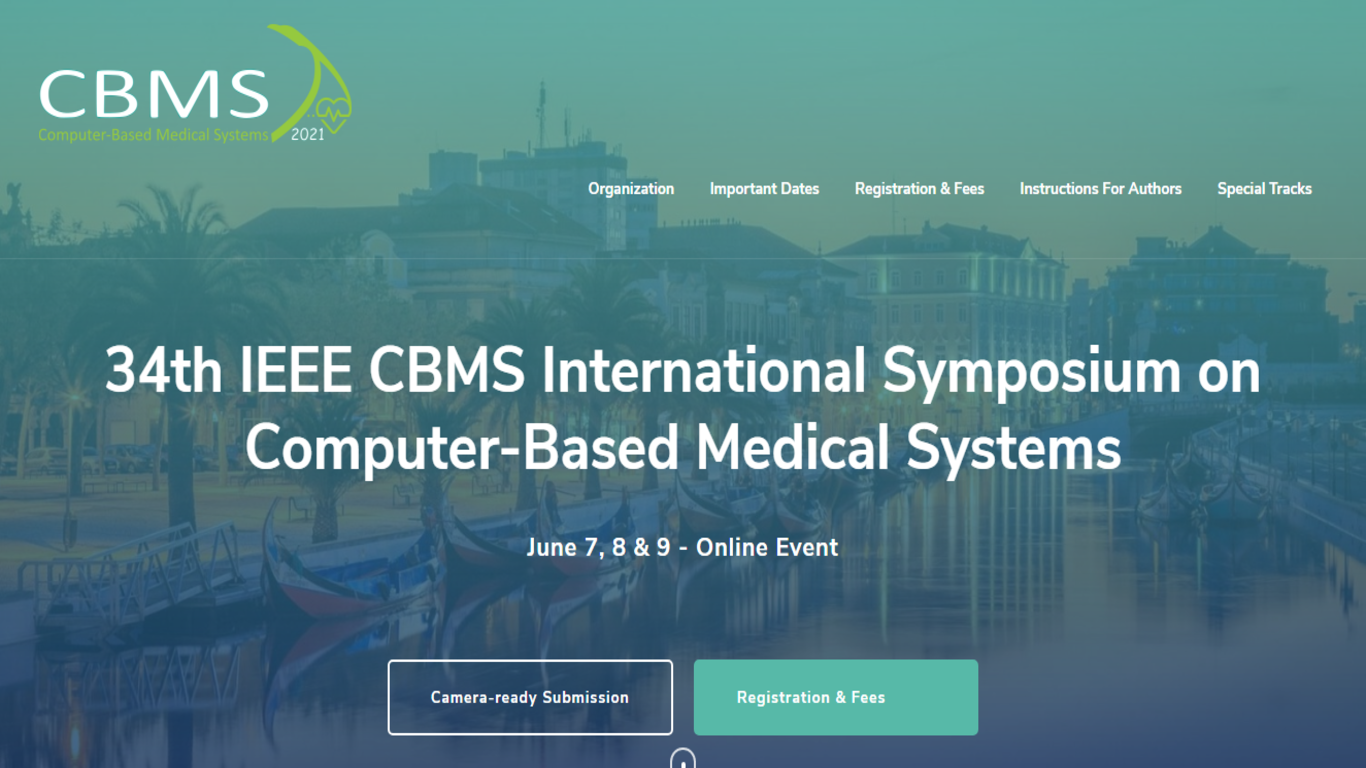 CBMS
Computer-Based Medical Systems 2021
Organization Important Dates Registration & Fees Instructions For Authors Special Tracks
34th IEEE CBMS International Symposium on
Computer-Based Medical Systems
June 7, 8 & 9 - Online Event
Camera-ready Submission Registration & Fees